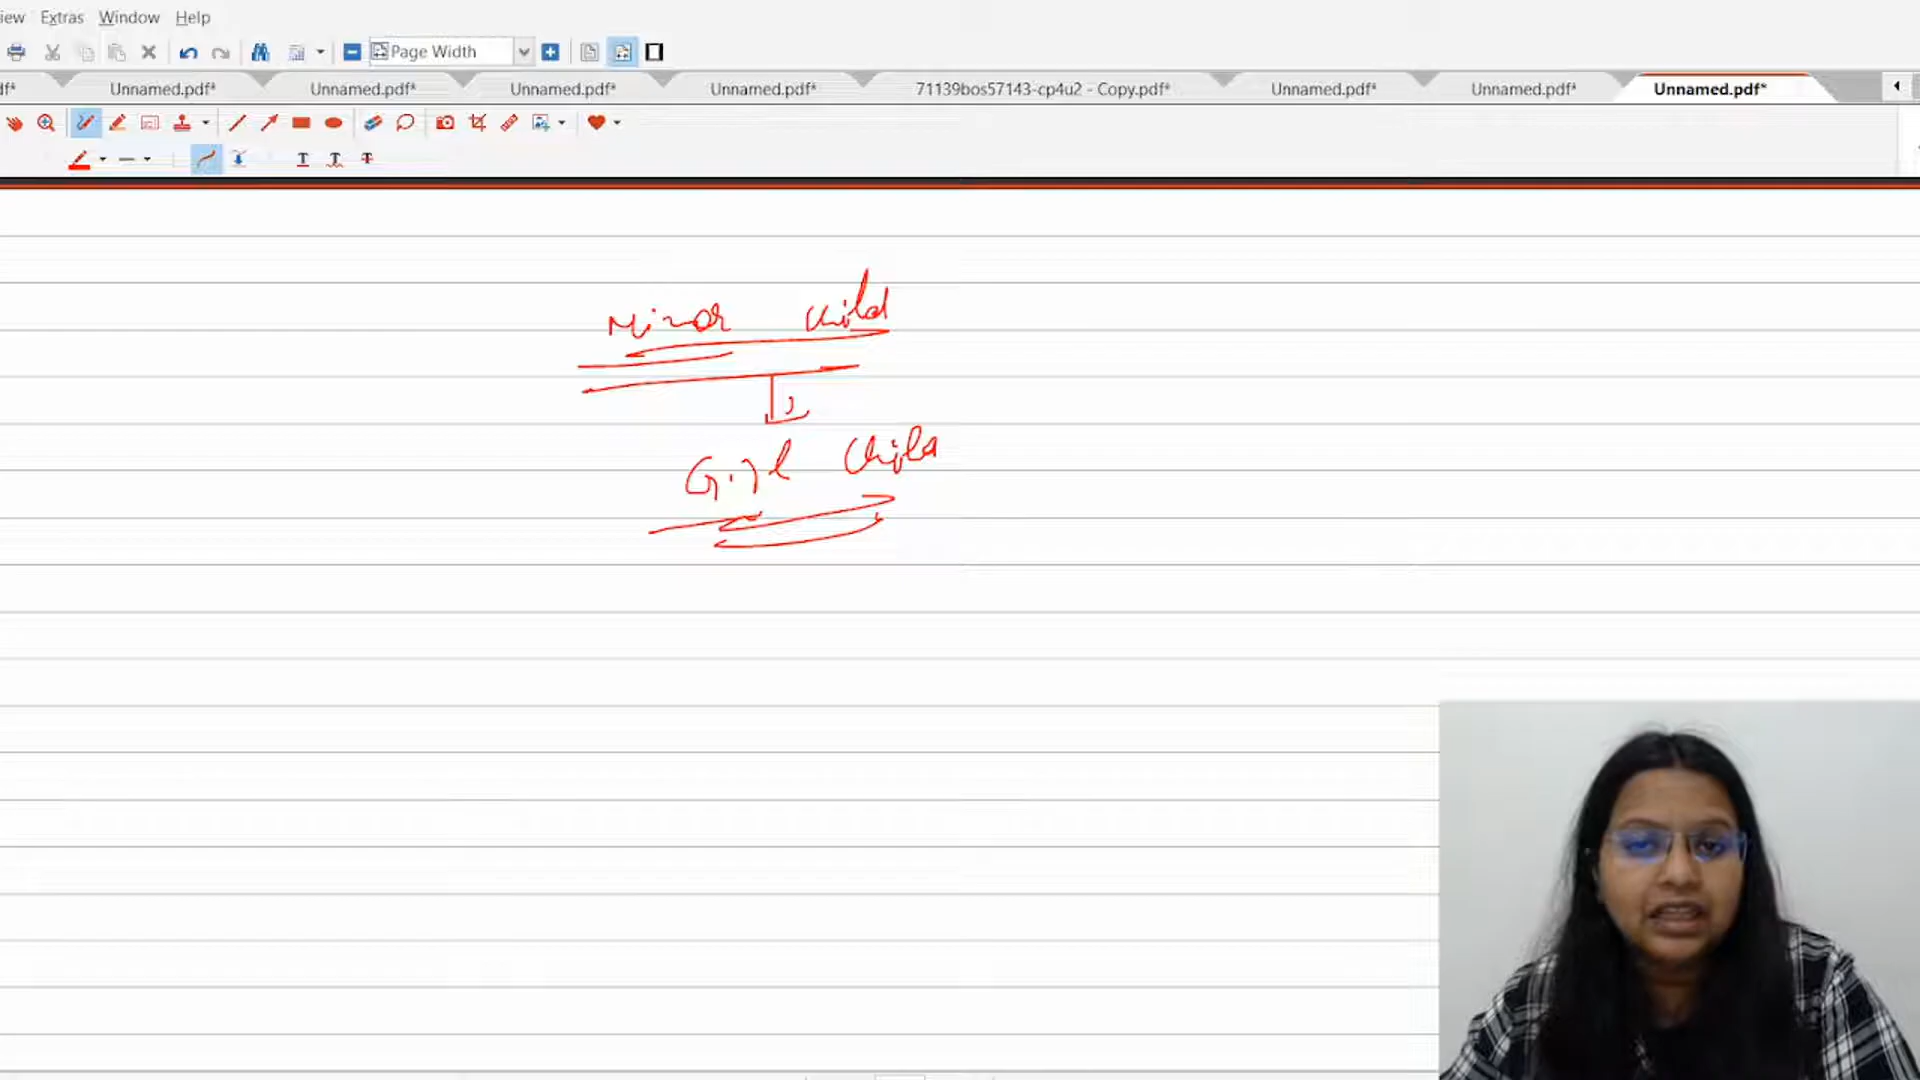 iew Extras Window Help
Page Width
df* Unnamed.pdf* Unnamed.pdf* Unnamed.pdf* Unnamed.pdf* 71139bos57143-cp4u2 - Copy.pdf* Unnamed.pdf* Unnamed.pdf* Unnamed.pdf*
T T T
Minor child
Girl Child